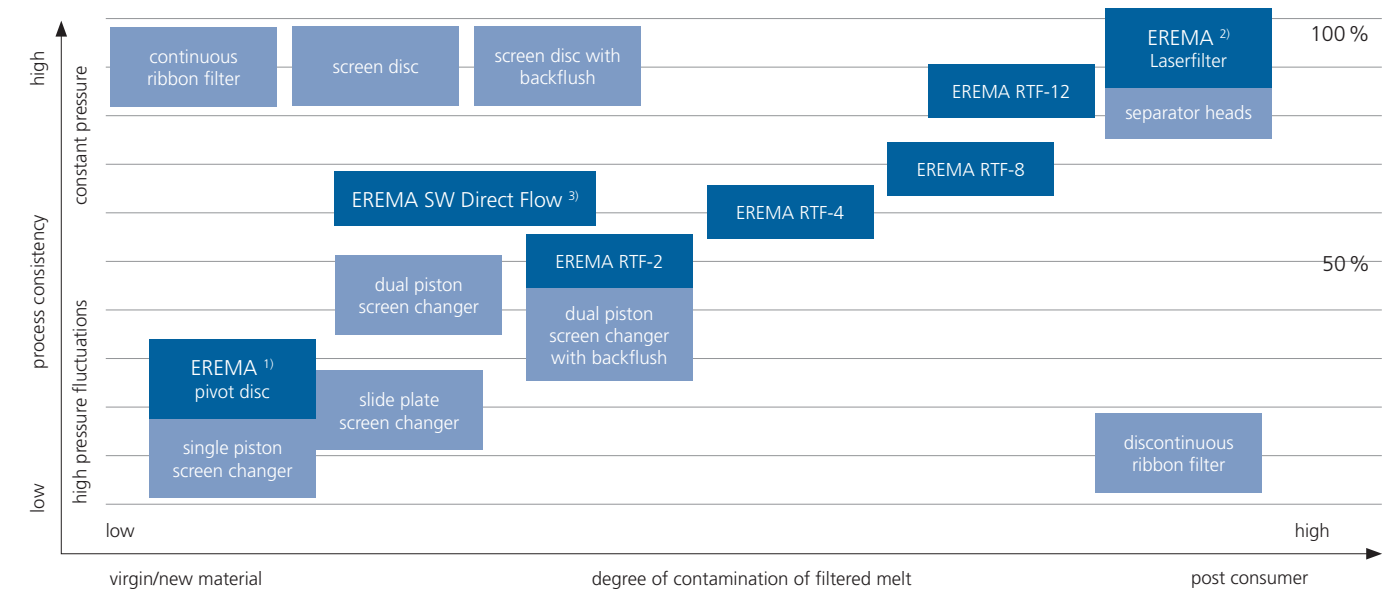 high
constant pressure
process consistency
high pressure fluctuations
low
100 %
50 %
continuous
ribbon filter
screen disc
screen disc with
backflush
EREMA 2)
Laserfilter
separator heads
EREMA RTF-12
EREMA RTF-8
EREMA SW Direct Flow 3)
EREMA RTF-4
EREMA RTF-2
dual piston
screen changer
dual piston
screen changer
with backflush
EREMA 1)
pivot disc
slide plate
screen changer
single piston
screen changer
discontinuous
ribbon filter
low
high
virgin/new material
degree of contamination of filtered melt
post consumer